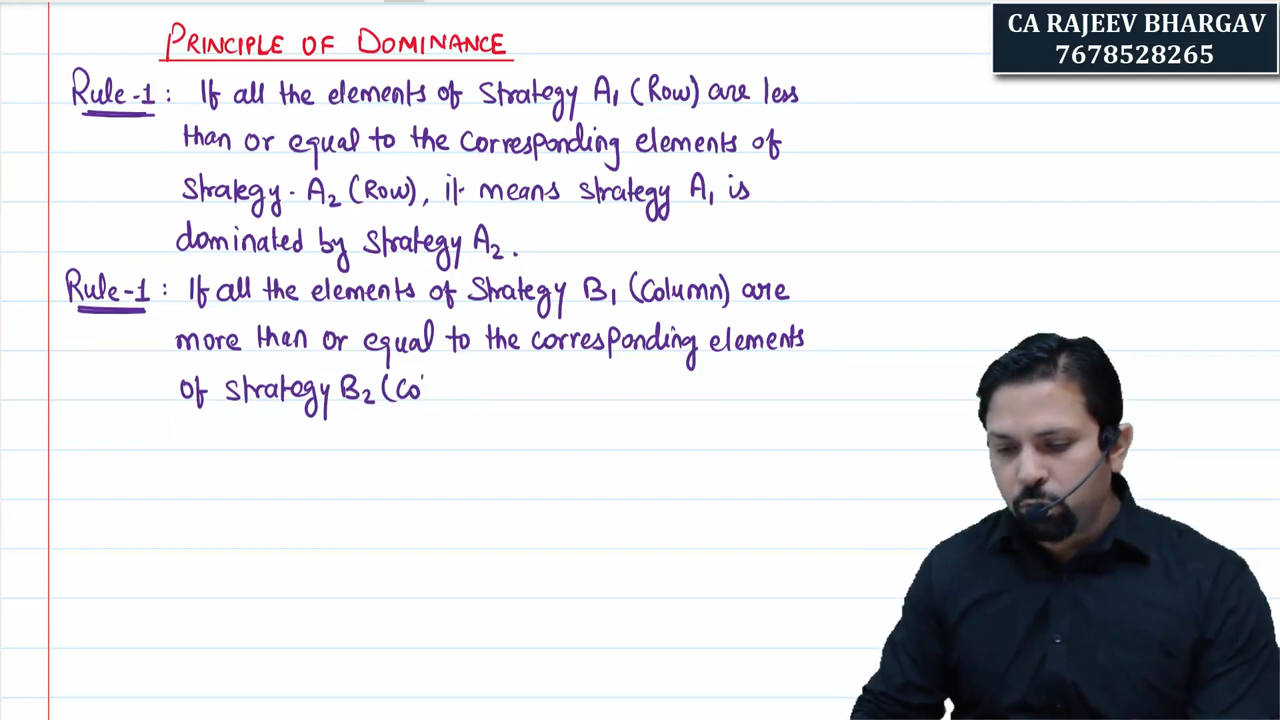 CA RAJEEV BHARGAV
7678528265
PRINCIPLE OF DOMINANCE
Rule-1 : If all the elements of Strategy A1 (Row) are less
than or equal to the corresponding elements of
Strategy. A2 (Row), it means strategy A1 is
dominated by strategy A2.
Rule-1 : If all the elements of Strategy B1 (Column) are
more than or equal to the corresponding elements
of strategy B2 (Co